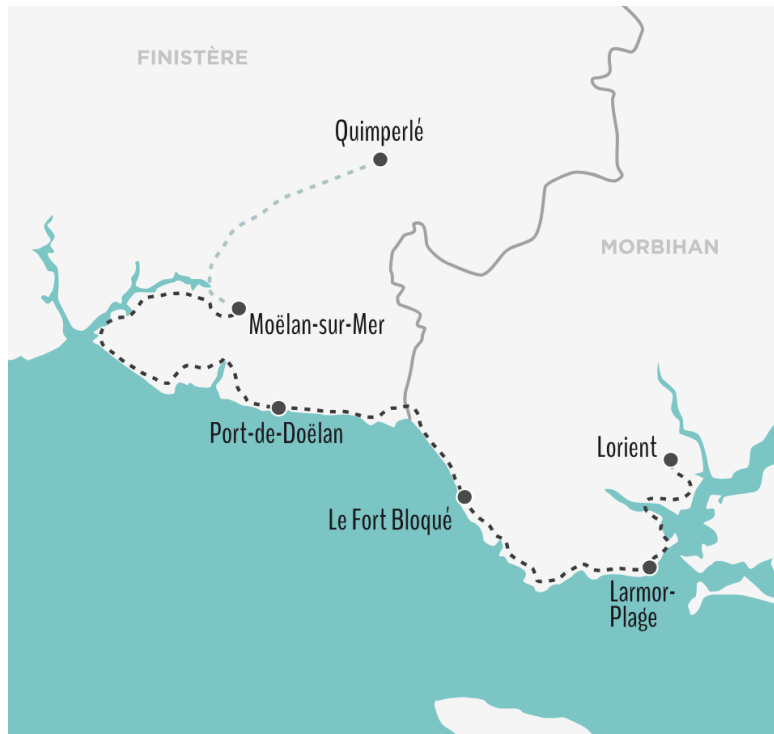 FINISTÈRE
Quimperlé
MORBIHAN
Moëlan-sur-Mer
Port-de-Doëlan
Lorient
Le Fort Bloqué
Larmor-
Plage